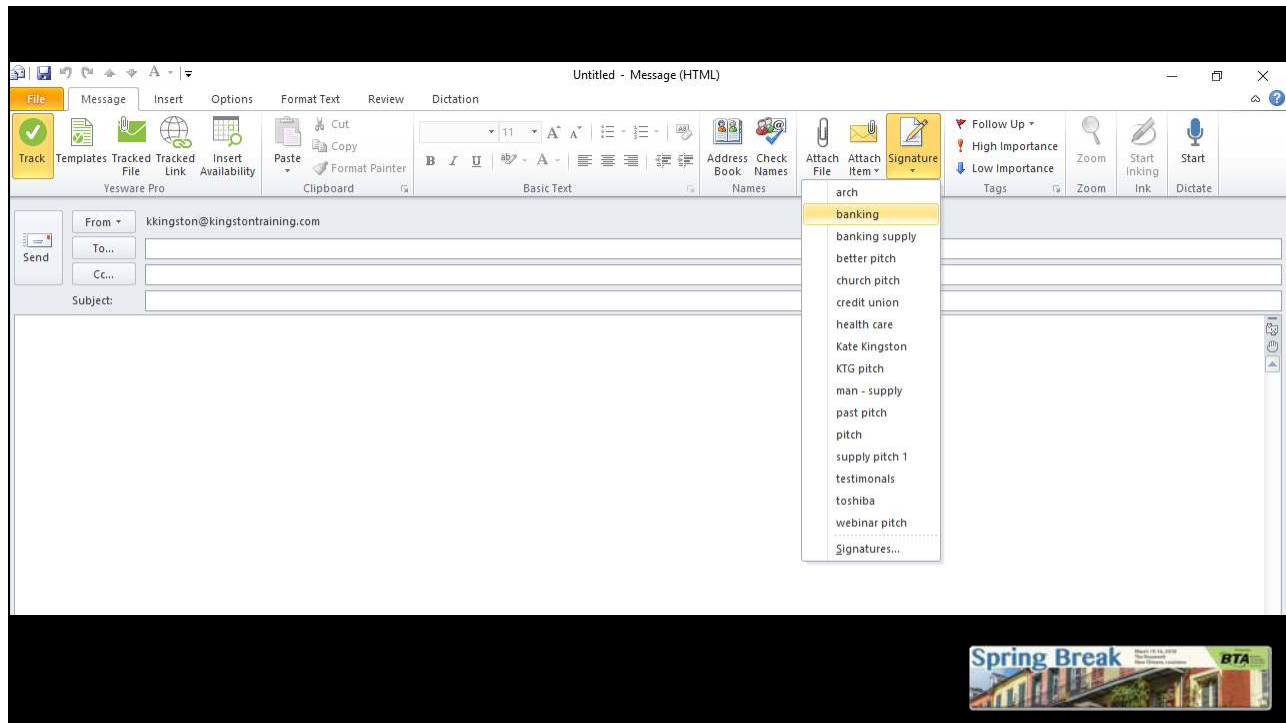 Untitled - Message (HTML)
File Message Insert Options Format Text Review Dictation
Track
Templates
Tracked File
Tracked Link
Insert Availability
Yesware Pro
Paste
Cut
Copy
Format Painter
Clipboard
11
B I U
Basic Text
Address Book
Check Names
Names
Attach File
Attach Item
Signature
Follow Up
High Importance
Low Importance
Tags
Zoom
Zoom
Start Inking
Ink
Start
Dictate
Send
From
kkingston@kingstontraining.com
To...
Cc...
Subject:
arch
banking
banking supply
better pitch
church pitch
credit union
health care
Kate Kingston
KTG pitch
man - supply
past pitch
pitch
supply pitch 1
testimonals
toshiba
webinar pitch
Signatures...
Spring Break
BTA